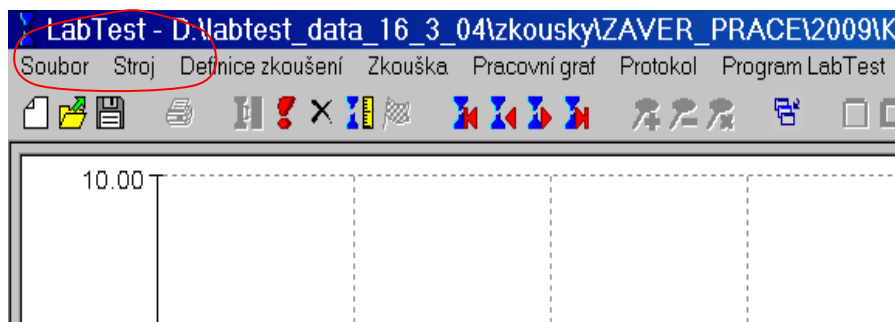 LabTest - D:\labtest_data_16_3_04\zkousky\ZAVER_PRACE\2009\K
Soubor Stroj Definice zkoušení Zkouška Pracovní graf Protokol Program LabTest
10.00